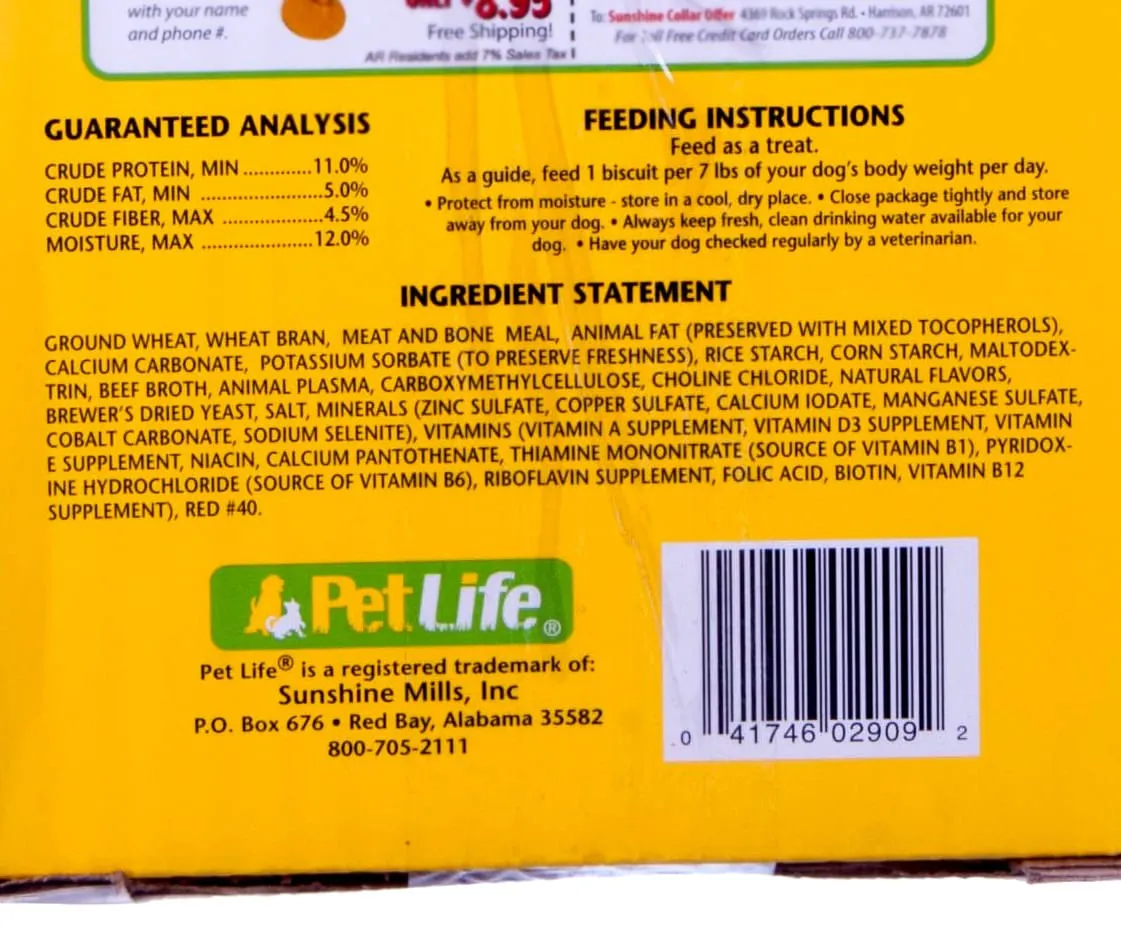 with your name
and phone #.
$8.95
Free Shipping!
AR Residents add 7% Sales Tax
To: Sunshine Collar Offer 4369 Rock Springs Rd. • Harrison, AR 72601
For Toll Free Credit Card Orders Call 800-737-7878
GUARANTEED ANALYSIS
CRUDE PROTEIN, MIN .............11.0%
CRUDE FAT, MIN .......................5.0%
CRUDE FIBER, MAX ...................4.5%
MOISTURE, MAX .....................12.0%
FEEDING INSTRUCTIONS
Feed as a treat.
As a guide, feed 1 biscuit per 7 lbs of your dog's body weight per day.
• Protect from moisture - store in a cool, dry place. • Close package tightly and store
away from your dog. • Always keep fresh, clean drinking water available for your
dog. • Have your dog checked regularly by a veterinarian.
INGREDIENT STATEMENT
GROUND WHEAT, WHEAT BRAN, MEAT AND BONE MEAL, ANIMAL FAT (PRESERVED WITH MIXED TOCOPHEROLS),
CALCIUM CARBONATE, POTASSIUM SORBATE (TO PRESERVE FRESHNESS), RICE STARCH, CORN STARCH, MALTODEX-
TRIN, BEEF BROTH, ANIMAL PLASMA, CARBOXYMETHYLCELLULOSE, CHOLINE CHLORIDE, NATURAL FLAVORS,
BREWER'S DRIED YEAST, SALT, MINERALS (ZINC SULFATE, COPPER SULFATE, CALCIUM IODATE, MANGANESE SULFATE,
COBALT CARBONATE, SODIUM SELENITE), VITAMINS (VITAMIN A SUPPLEMENT, VITAMIN D3 SUPPLEMENT, VITAMIN
E SUPPLEMENT, NIACIN, CALCIUM PANTOTHENATE, THIAMINE MONONITRATE (SOURCE OF VITAMIN B1), PYRIDOX-
INE HYDROCHLORIDE (SOURCE OF VITAMIN B6), RIBOFLAVIN SUPPLEMENT, FOLIC ACID, BIOTIN, VITAMIN B12
SUPPLEMENT), RED #40.
PetLife®
Pet Life® is a registered trademark of:
Sunshine Mills, Inc
P.O. Box 676 • Red Bay, Alabama 35582
800-705-2111
0 41746 02909 2